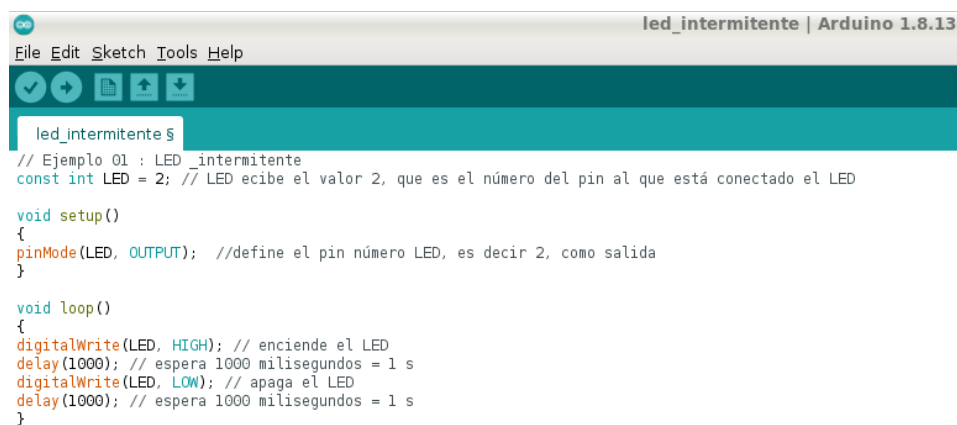 led_intermitente | Arduino 1.8.13
File Edit Sketch Tools Help
led_intermitente §
// Ejemplo 01 : LED _intermitente
const int LED = 2; // LED ecibe el valor 2, que es el número del pin al que está conectado el LED
void setup()
{
pinMode(LED, OUTPUT);  //define el pin número LED, es decir 2, como salida
}
void loop()
{
digitalWrite(LED, HIGH); // enciende el LED
delay(1000); // espera 1000 milisegundos = 1 s
digitalWrite(LED, LOW); // apaga el LED
delay(1000); // espera 1000 milisegundos = 1 s
}